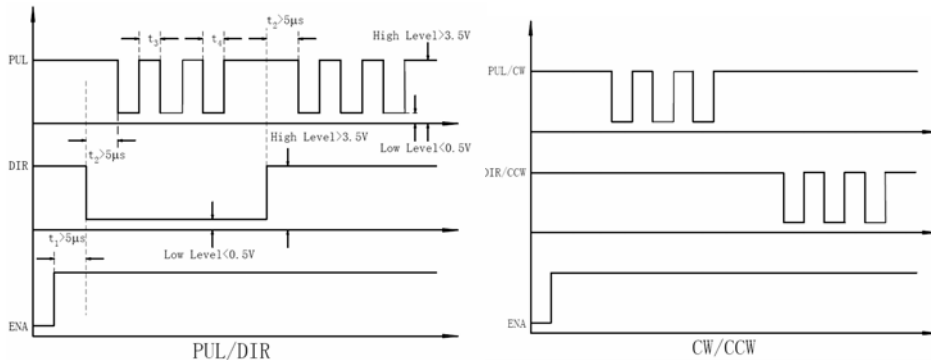 t₂>5μs
t₃
t₄
High Level>3.5V
PUL
High Level>3.5V
Low Level<0.5V
t₂>5μs
DIR
t₁>5μs
Low Level<0.5V
ENA
PUL/DIR
PUL/CW
DIR/CCW
ENA
CW/CCW